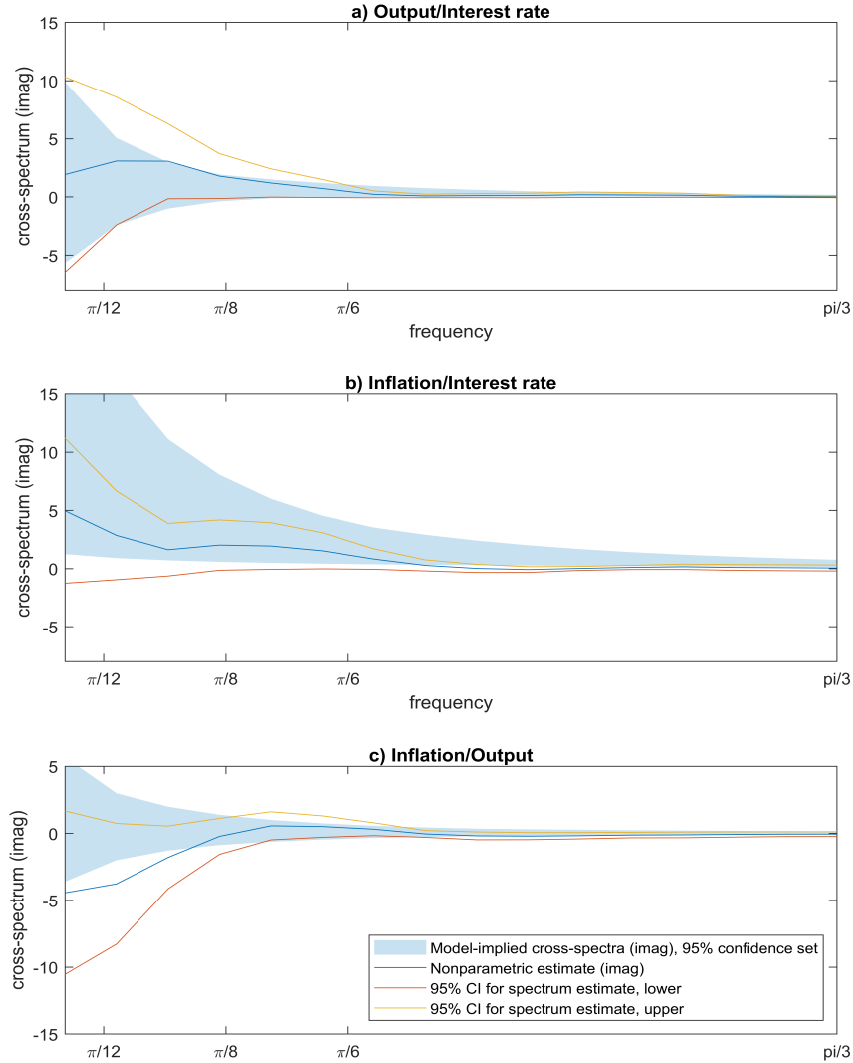 a) Output/Interest rate
15
10
5
0
-5
cross-spectrum (imag)
π/12 π/8 π/6 pi/3
frequency
b) Inflation/Interest rate
15
10
5
0
-5
cross-spectrum (imag)
π/12 π/8 π/6 pi/3
frequency
c) Inflation/Output
5
0
-5
-10
-15
cross-spectrum (imag)
Model-implied cross-spectra (imag), 95% confidence set
Nonparametric estimate (imag)
95% CI for spectrum estimate, lower
95% CI for spectrum estimate, upper
π/12 π/8 π/6 pi/3